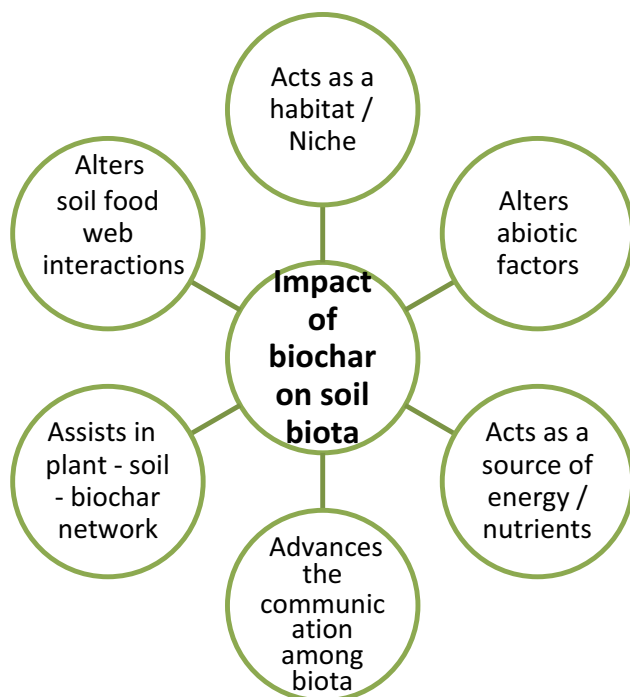 Acts as a
habitat /
Niche
Alters
abiotic
factors
Acts as a
source of
energy /
nutrients
Advances
the
communic
ation
among
biota
Assists in
plant - soil
- biochar
network
Alters
soil food
web
interactions
Impact
of
biochar
on soil
biota